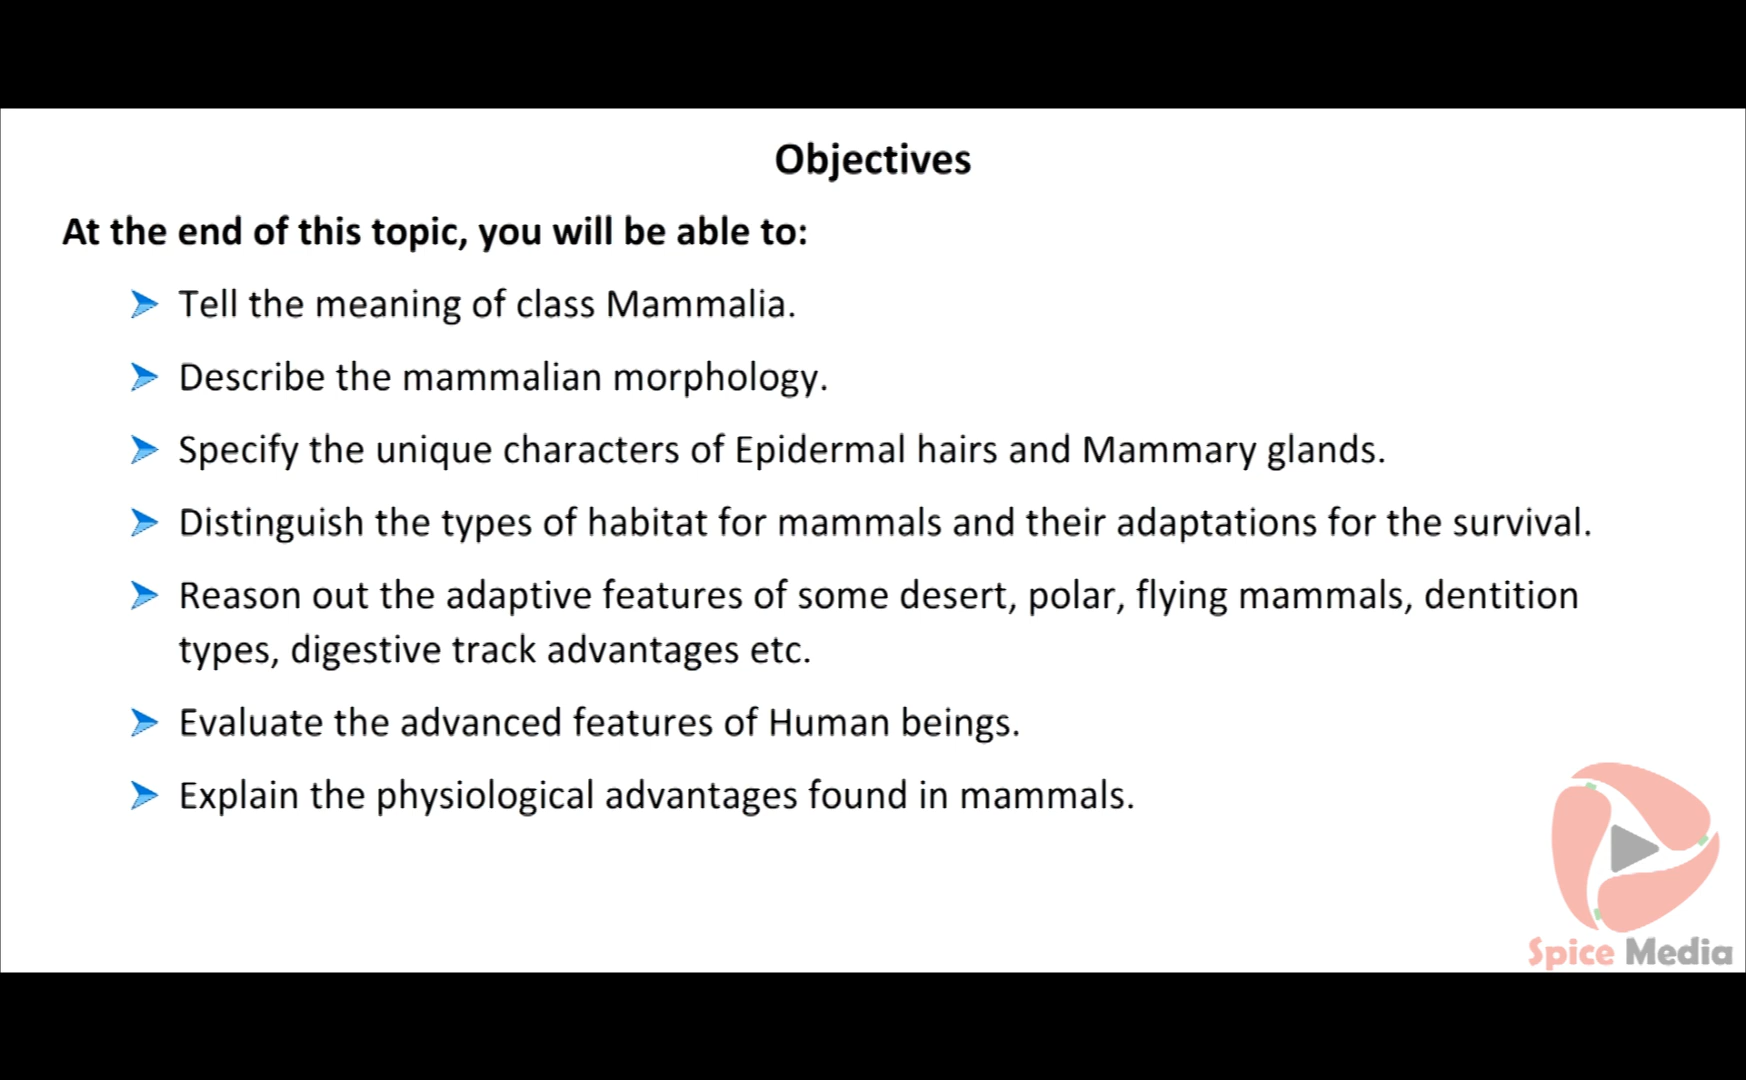 Objectives
At the end of this topic, you will be able to:
Tell the meaning of class Mammalia.
Describe the mammalian morphology.
Specify the unique characters of Epidermal hairs and Mammary glands.
Distinguish the types of habitat for mammals and their adaptations for the survival.
Reason out the adaptive features of some desert, polar, flying mammals, dentition
types, digestive track advantages etc.
Evaluate the advanced features of Human beings.
Explain the physiological advantages found in mammals.
Spice Media